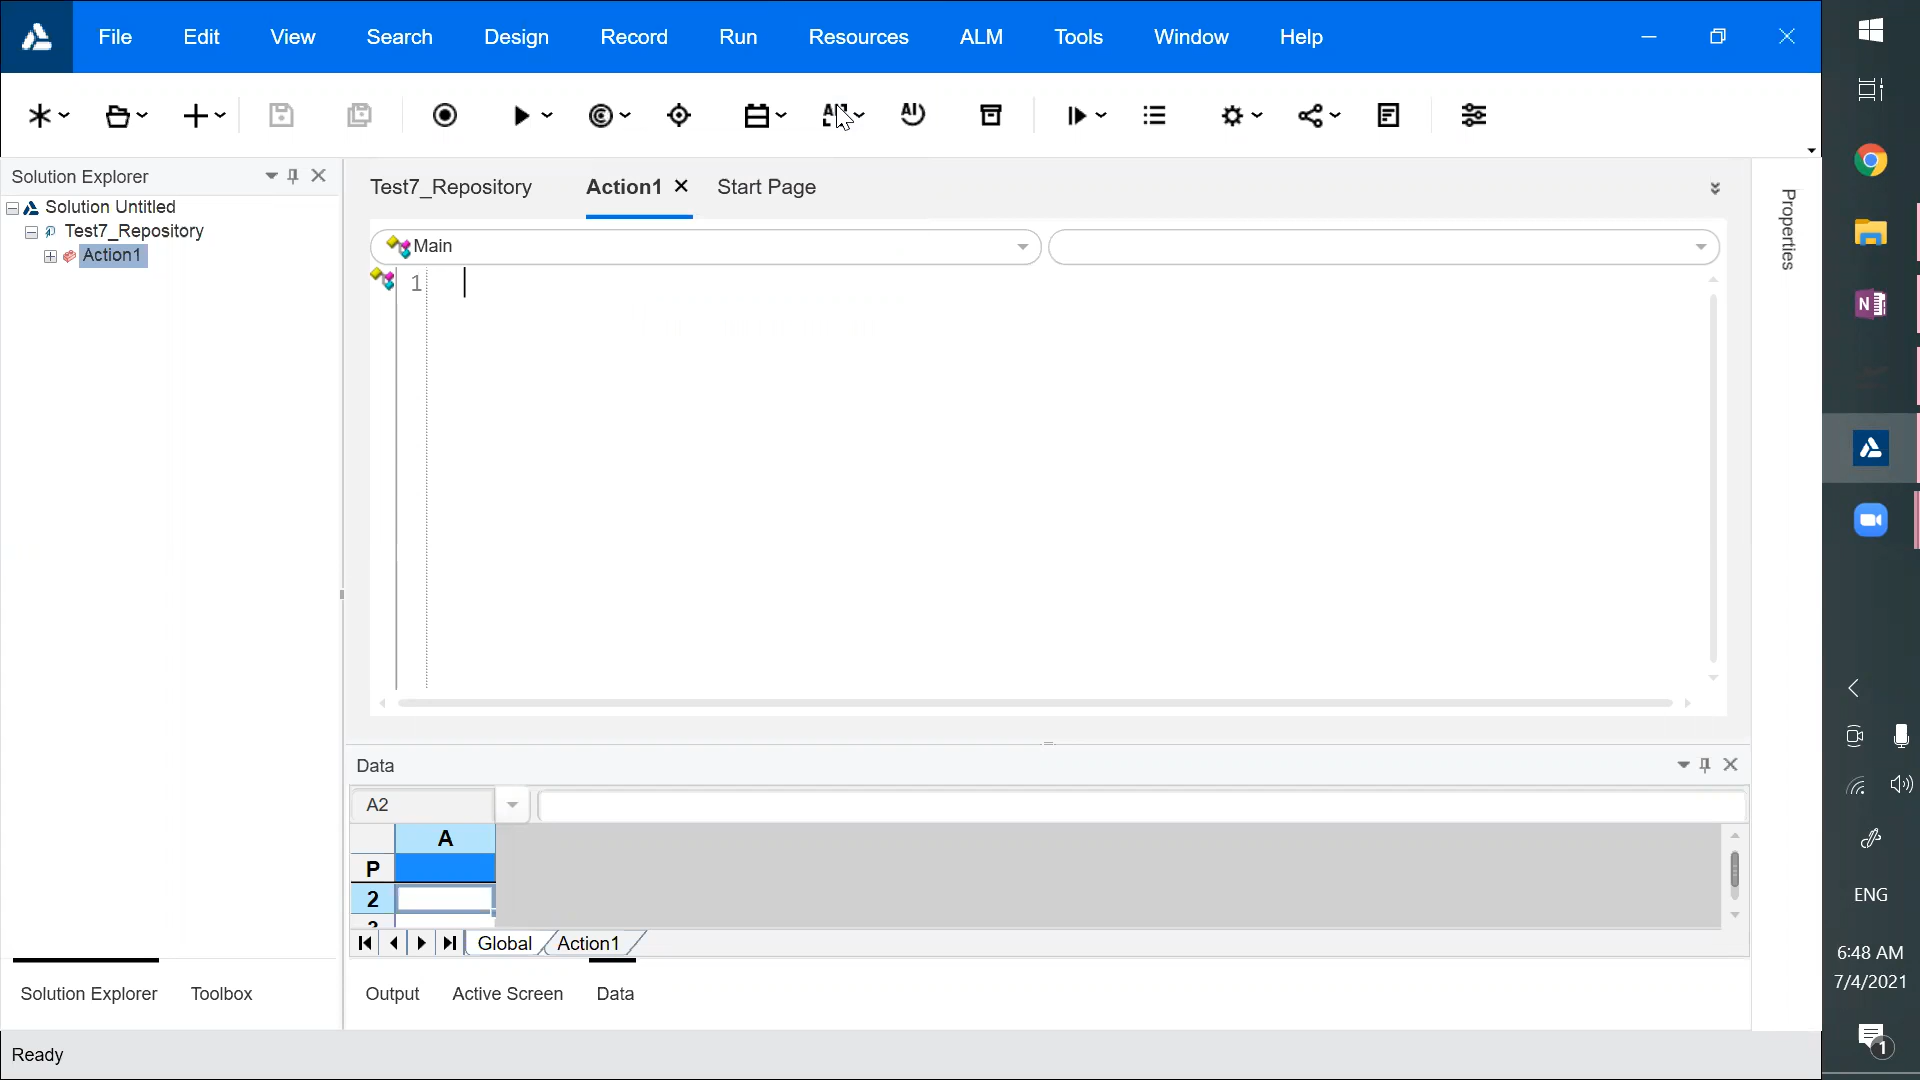 File Edit View Search Design Record Run Resources ALM Tools Window Help
AI
Solution Explorer
Solution Untitled
Test7_Repository
Action1
Test7_Repository Action1 Start Page
Properties
Main
1
Data
A2
A
P
2
Global Action1
Solution Explorer Toolbox
Output Active Screen Data
Ready
N
ENG
6:48 AM
7/4/2021
1